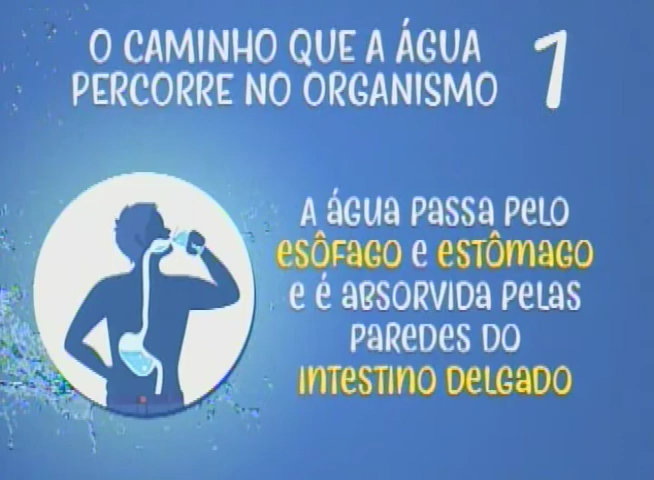 O CAMINHO QUE A ÁGUA
PERCORRE NO ORGANISMO
1
A ÁGUA PASSA PELO
ESÔFAGO E ESTÔMAGO
E É ABSORVIDA PELAS
PAREDES DO
INTESTINO DELGADO